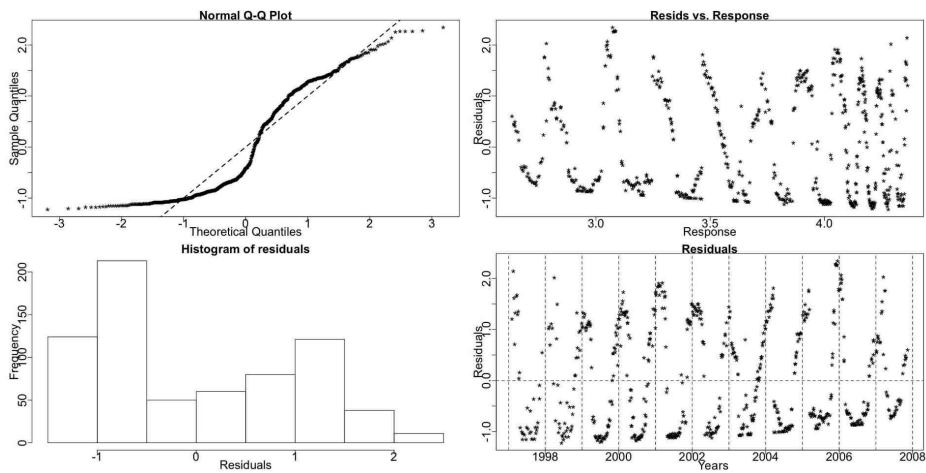 Normal Q-Q Plot
Sample Quantiles
-1.0 0.0 1.0 2.0
-3 -2 -1 0 1 2 3
Theoretical Quantiles
Resids vs. Response
Residuals
-1.0 0.0 1.0 2.0
3.0 3.5 4.0
Response
Histogram of residuals
Frequency
0 50 100 150 200
-1 0 1 2
Residuals
Residuals
Residuals
-1.0 0.0 1.0 2.0
1998 2000 2002 2004 2006 2008
Years